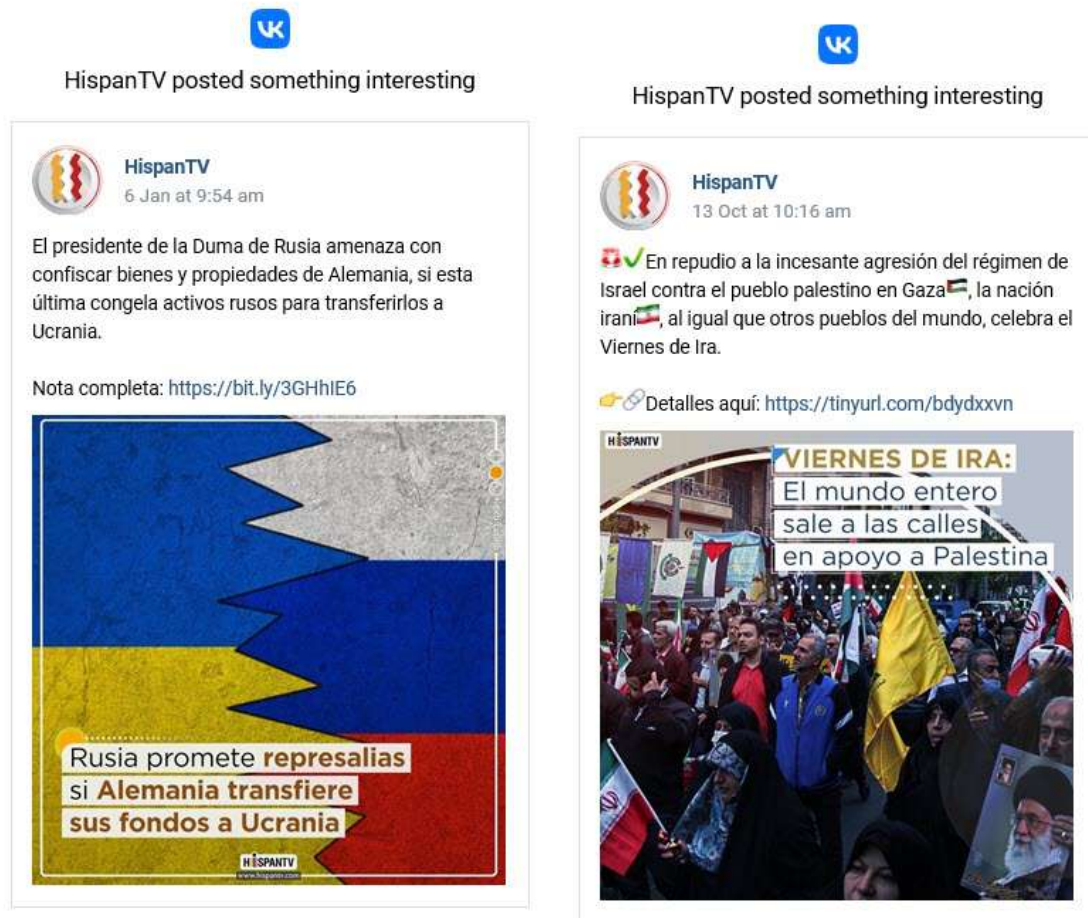 HispanTV posted something interesting
HispanTV
6 Jan at 9:54 am
El presidente de la Duma de Rusia amenaza con
confiscar bienes y propiedades de Alemania, si esta
última congela activos rusos para transferirlos a
Ucrania.
Nota completa: https://bit.ly/3GHhIE6
Rusia promete represalias
si Alemania transfiere
sus fondos a Ucrania
HISPANTV
www.hispantv.com
HispanTV posted something interesting
HispanTV
13 Oct at 10:16 am
🚨✔️En repudio a la incesante agresión del régimen de
Israel contra el pueblo palestino en Gaza🇵🇸, la nación
iraní🇮🇷, al igual que otros pueblos del mundo, celebra el
Viernes de Ira.
👉🔗Detalles aquí: https://tinyurl.com/bdydxxvn
HISPANTV
VIERNES DE IRA:
El mundo entero
sale a las calles
en apoyo a Palestina